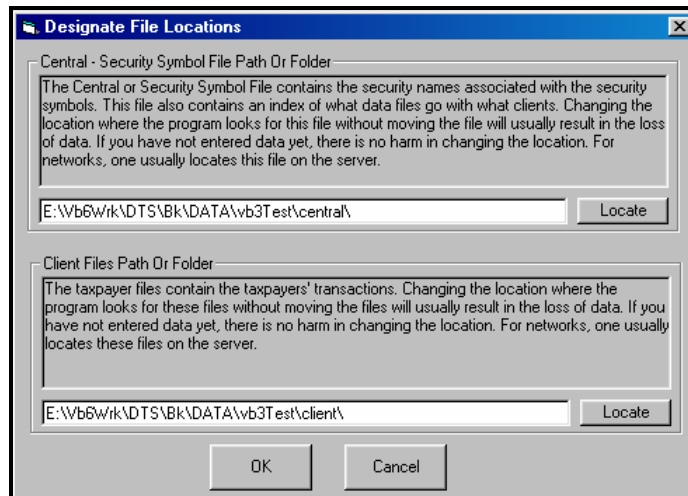 Designate File Locations
Central - Security Symbol File Path Or Folder
The Central or Security Symbol File contains the security names associated with the security
symbols. This file also contains an index of what data files go with what clients. Changing the
location where the program looks for this file without moving the file will usually result in the loss
of data. If you have not entered data yet, there is no harm in changing the location. For
networks, one usually locates this file on the server.
E:\Vb6Wrk\DTS\Bk\DATA\vb3Test\central\
Locate
Client Files Path Or Folder
The taxpayer files contain the taxpayers' transactions. Changing the location where the
program looks for these files without moving the files will usually result in the loss of data. If you
have not entered data yet, there is no harm in changing the location. For networks, one usually
locates these files on the server.
E:\Vb6Wrk\DTS\Bk\DATA\vb3Test\client\
Locate
OK
Cancel